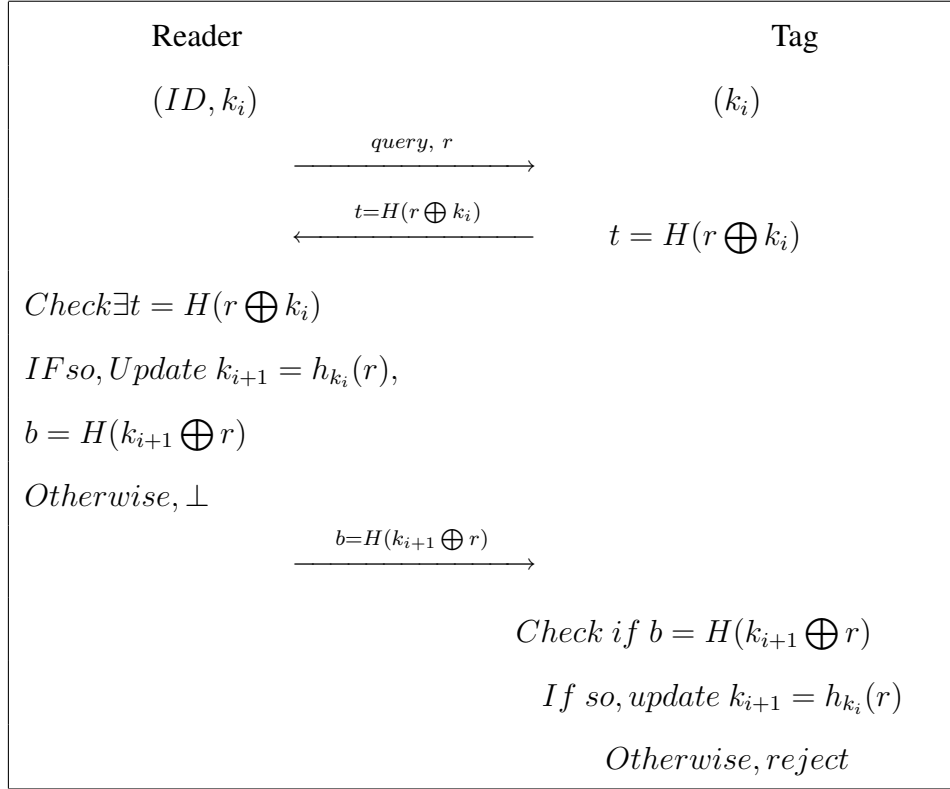 Reader Tag
(ID, k_i) (k_i)
query, r
t=H(r ⨁ k_i)
t = H(r ⨁ k_i)
Check∃t = H(r ⨁ k_i)
IFso, Update k_{i+1} = h_{k_i}(r),
b = H(k_{i+1} ⨁ r)
Otherwise, ⊥
b=H(k_{i+1} ⨁ r)
Check if b = H(k_{i+1} ⨁ r)
If so, update k_{i+1} = h_{k_i}(r)
Otherwise, reject